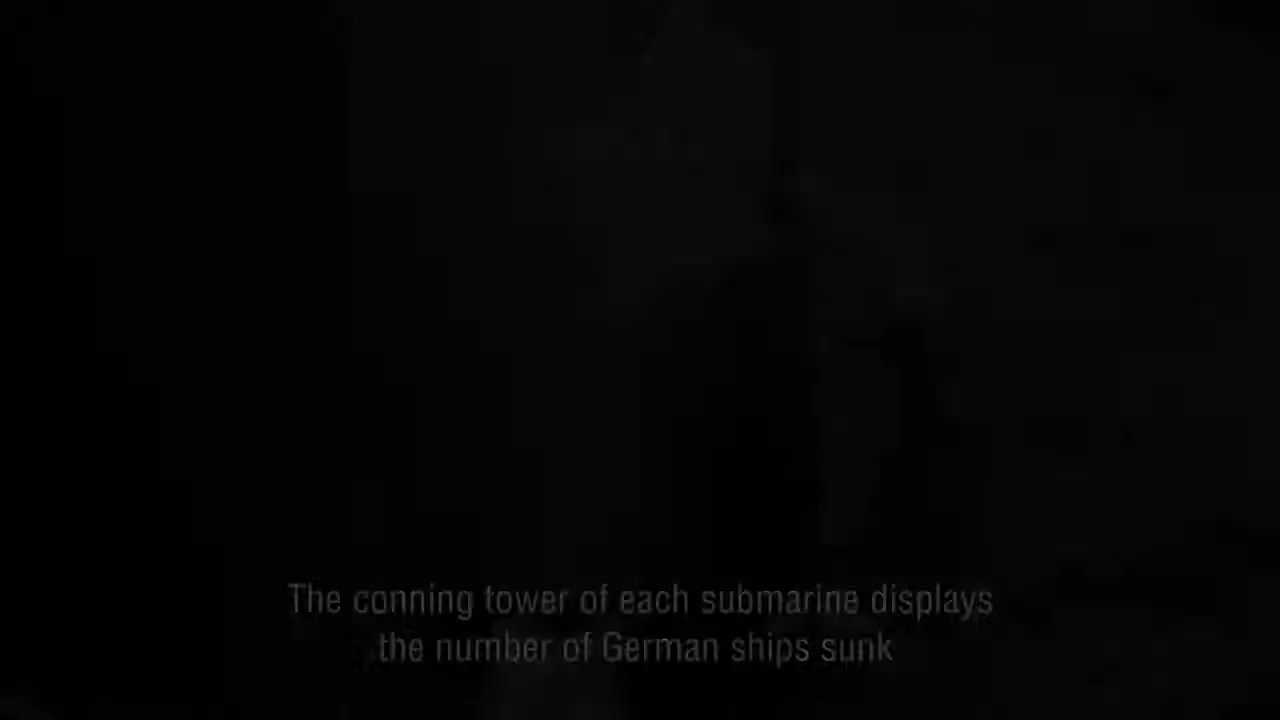 The conning tower of each submarine displays
the number of German ships sunk